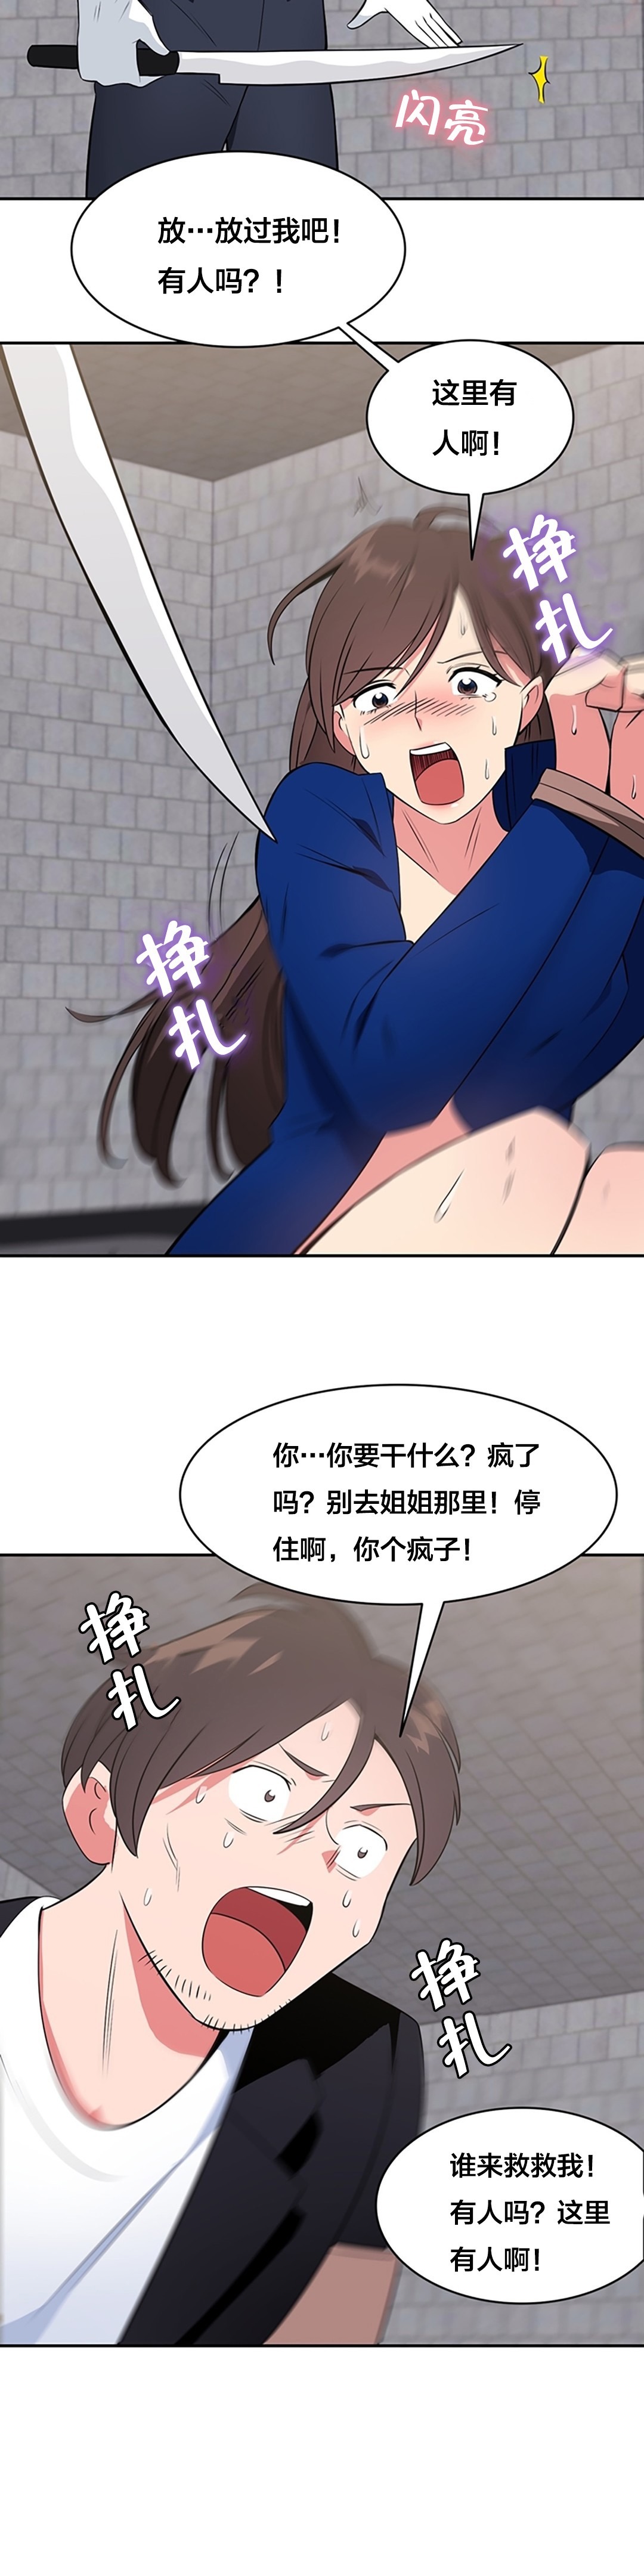 闪亮
放…放过我吧！
有人吗？！
这里有
人啊！
挣
扎
挣
扎
你…你要干什么？疯了
吗？别去姐姐那里！停
住啊，你个疯子！
挣
扎
挣
扎
谁来救救我！
有人吗？这里
有人啊！